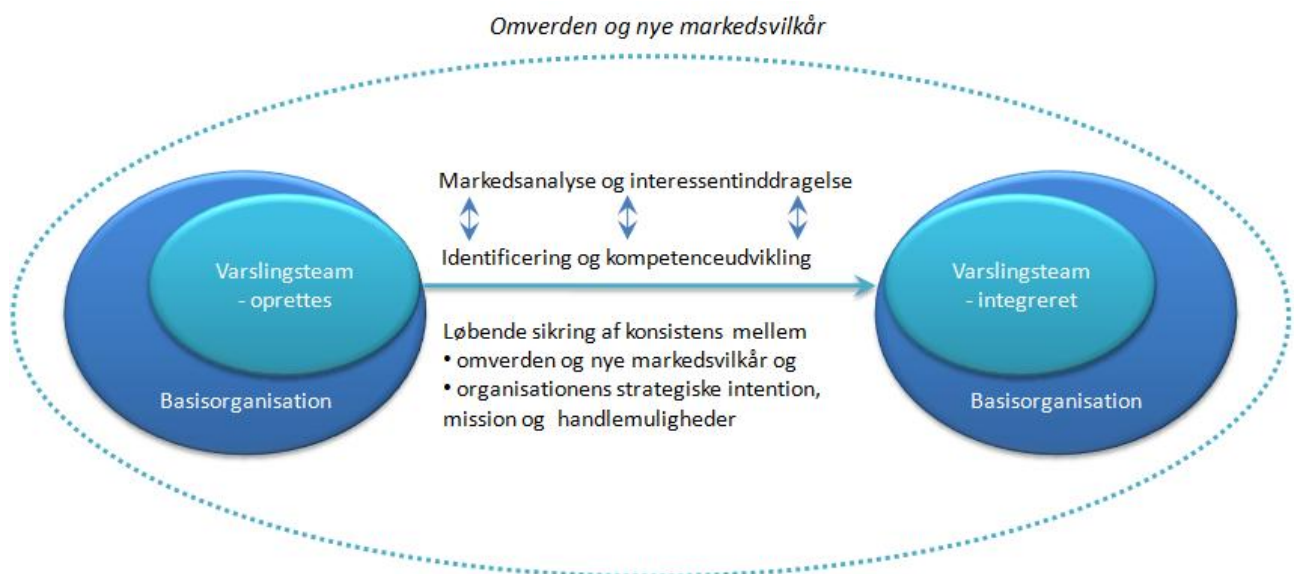 Omverden og nye markedsvilkår
Markedsanalyse og interessentinddragelse
Identificering og kompetenceudvikling
Varslingsteam
- oprettes
Basisorganisation
Løbende sikring af konsistens mellem
• omverden og nye markedsvilkår og
• organisationens strategiske intention,
mission og handlemuligheder
Varslingsteam
- integreret
Basisorganisation